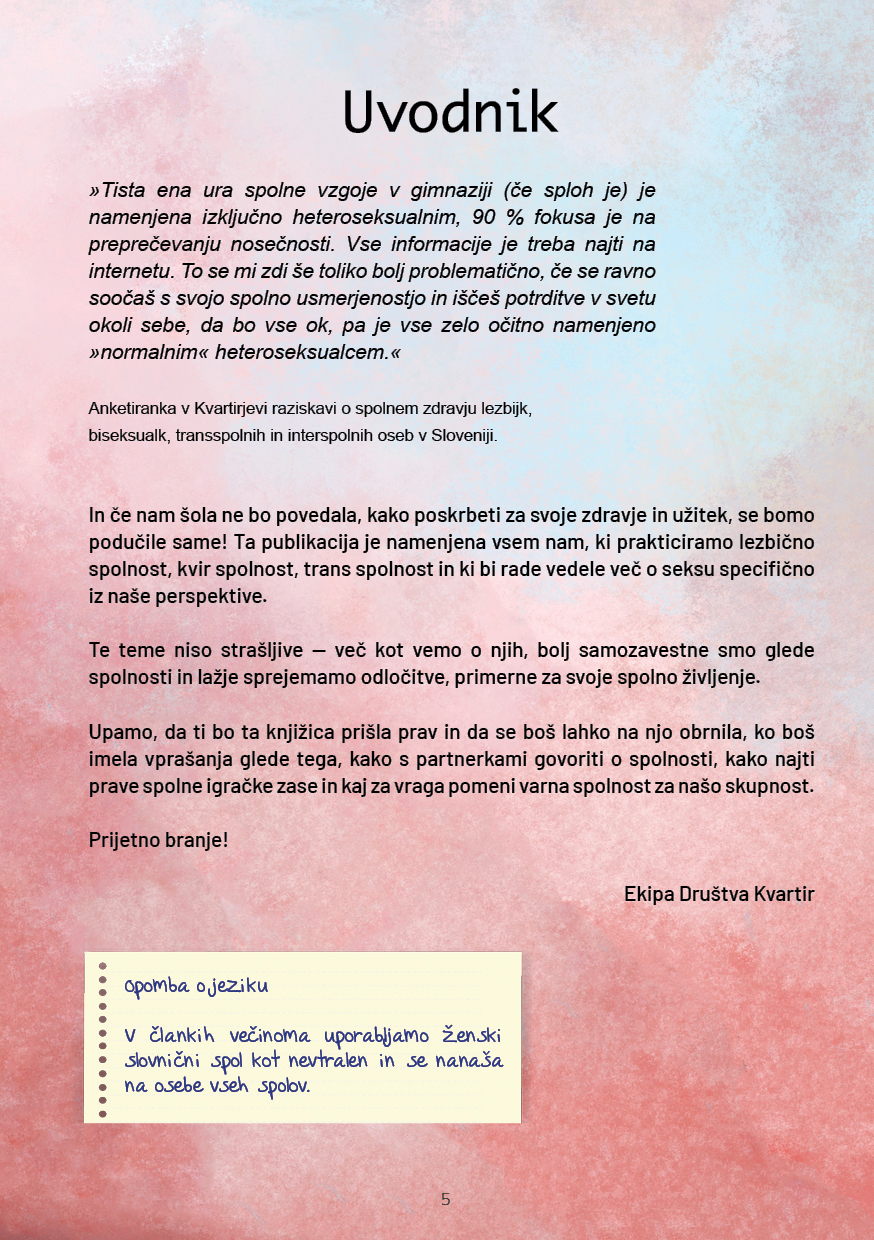 Uvodnik
»Tista ena ura spolne vzgoje v gimnaziji (če sploh je) je
namenjena izključno heteroseksualnim, 90 % fokusa je na
preprečevanju nosečnosti. Vse informacije je treba najti na
internetu. To se mi zdi še toliko bolj problematično, če se ravno
soočaš s svojo spolno usmerjenostjo in iščeš potrditve v svetu
okoli sebe, da bo vse ok, pa je vse zelo očitno namenjeno
»normalnim« heteroseksualcem.«
Anketiranka v Kvartirjevi raziskavi o spolnem zdravju lezbijk,
biseksualk, transspolnih in interspolnih oseb v Sloveniji.
In če nam šola ne bo povedala, kako poskrbeti za svoje zdravje in užitek, se bomo
podučile same! Ta publikacija je namenjena vsem nam, ki prakticiramo lezbično
spolnost, kvir spolnost, trans spolnost in ki bi rade vedele več o seksu specifično
iz naše perspektive.
Te teme niso strašljive — več kot vemo o njih, bolj samozavestne smo glede
spolnosti in lažje sprejemamo odločitve, primerne za svoje spolno življenje.
Upamo, da ti bo ta knjižica prišla prav in da se boš lahko na njo obrnila, ko boš
imela vprašanja glede tega, kako s partnerkami govoriti o spolnosti, kako najti
prave spolne igračke zase in kaj za vraga pomeni varna spolnost za našo skupnost.
Prijetno branje!
Ekipa Društva Kvartir
Opomba o jeziku
V člankih večinoma uporabljamo ženski
slovnični spol kot nevtralen in se nanaša
na osebe vseh spolov.
5